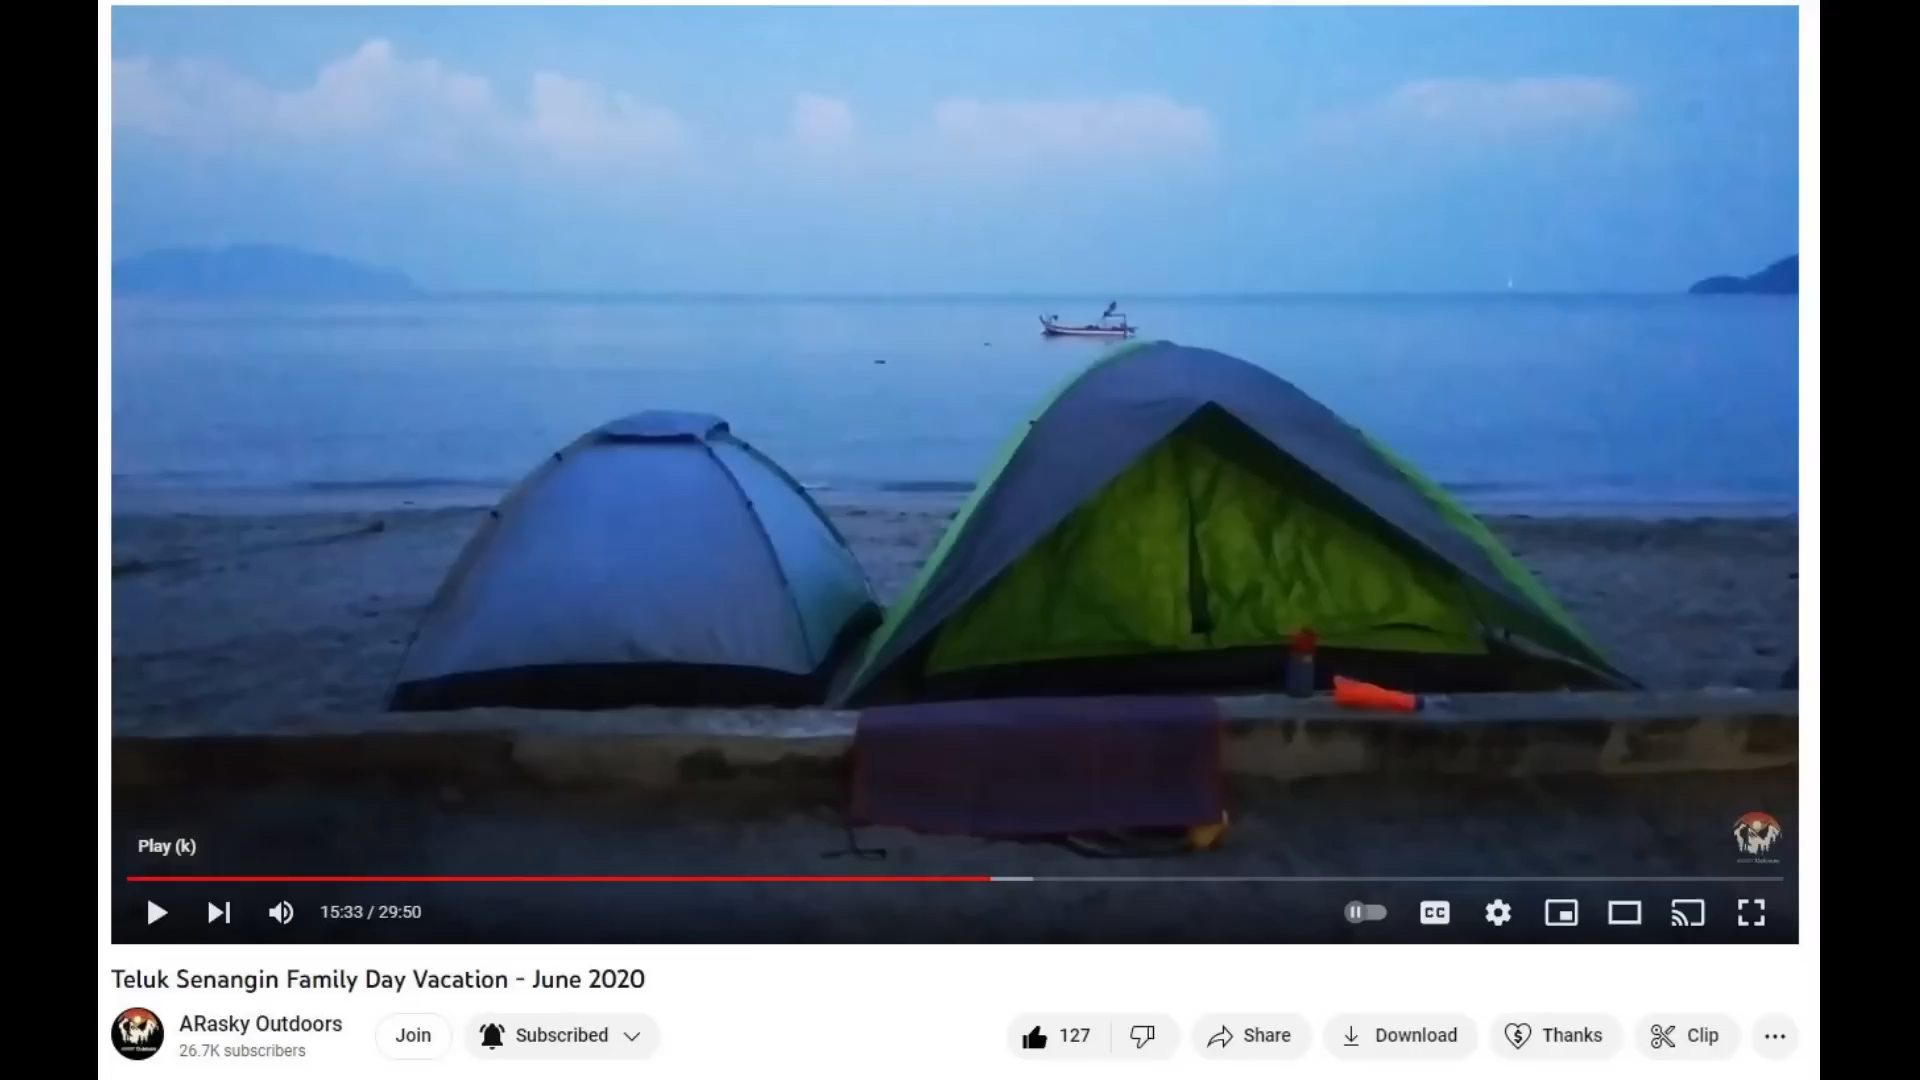 Play (k)
15:33 / 29:50
CC
Teluk Senangin Family Day Vacation - June 2020
ARasky Outdoors
26.7K subscribers
Join
Subscribed
127
Share
Download
Thanks
Clip